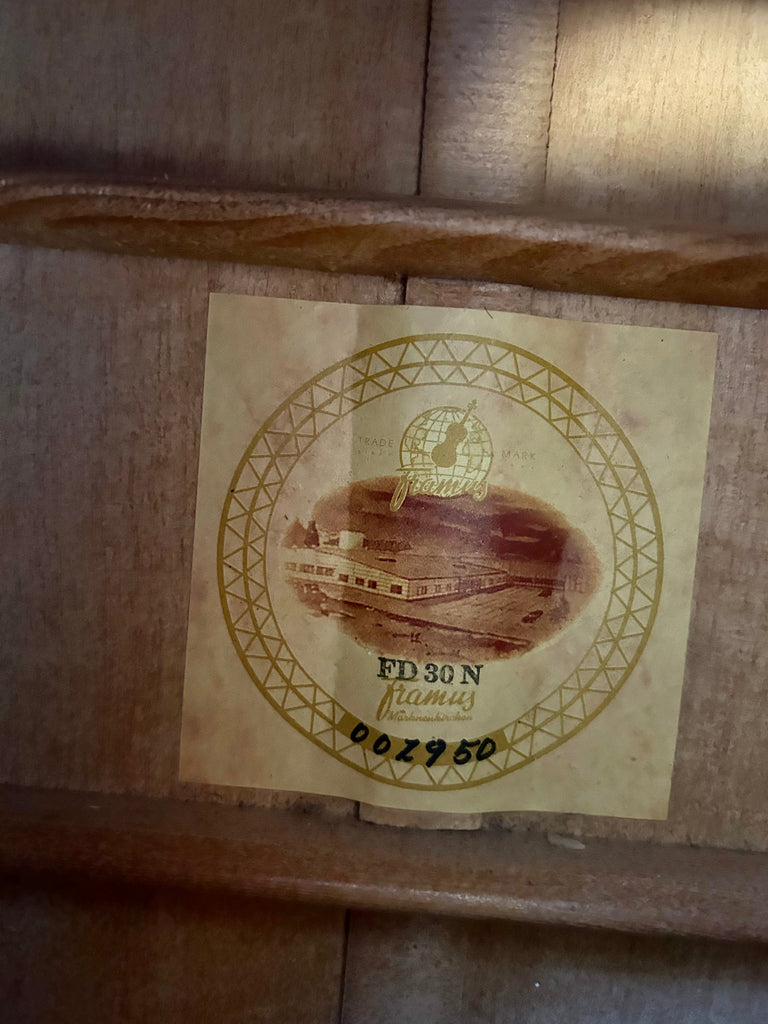 TRADE MARK
framus
FD 30 N
framus
Markneukirchen
002950